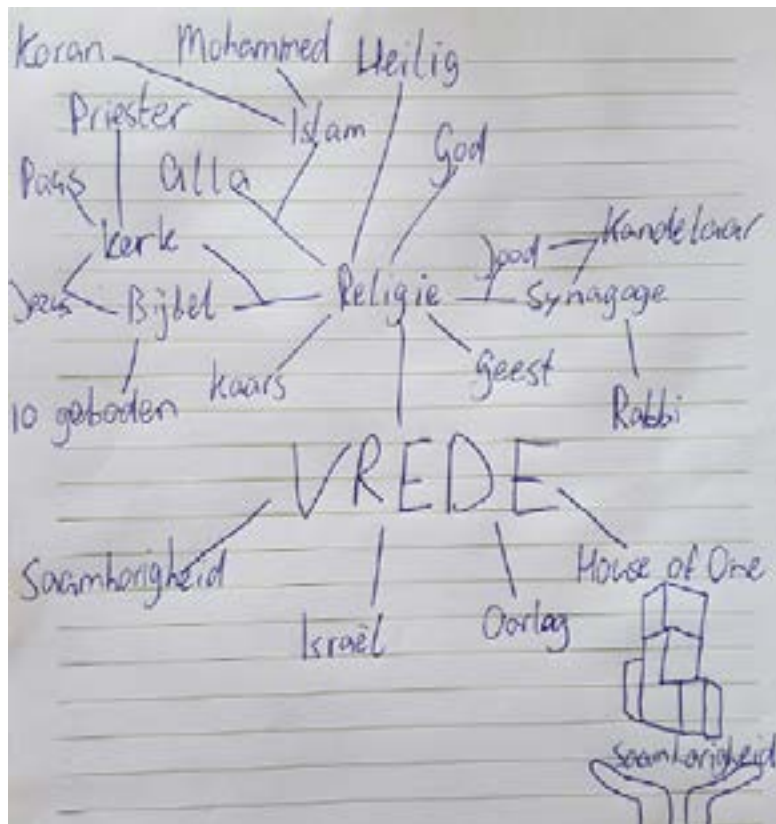 Koran
Mohammed
Heilig
Priester
Islam
God
Paus
Alla
Kandelaar
Kerk
Jood
Jezus
Bijbel
Religie
Synagoge
Geest
Kaars
10 geboden
Rabbi
VREDE
Saamhorigheid
House of One
Israël
Oorlog
Saamhorigheid